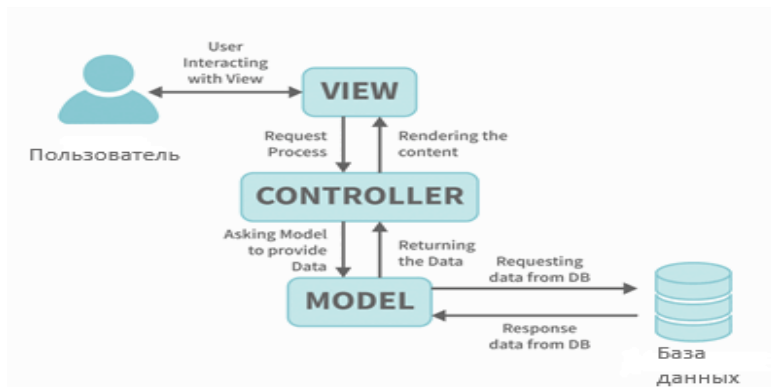 User
Interacting
with View
VIEW
Пользователь
Request
Process
Rendering the
content
CONTROLLER
Asking Model
to provide
Data
Returning
the Data
Requesting
data from DB
MODEL
Response
data from DB
База
данных